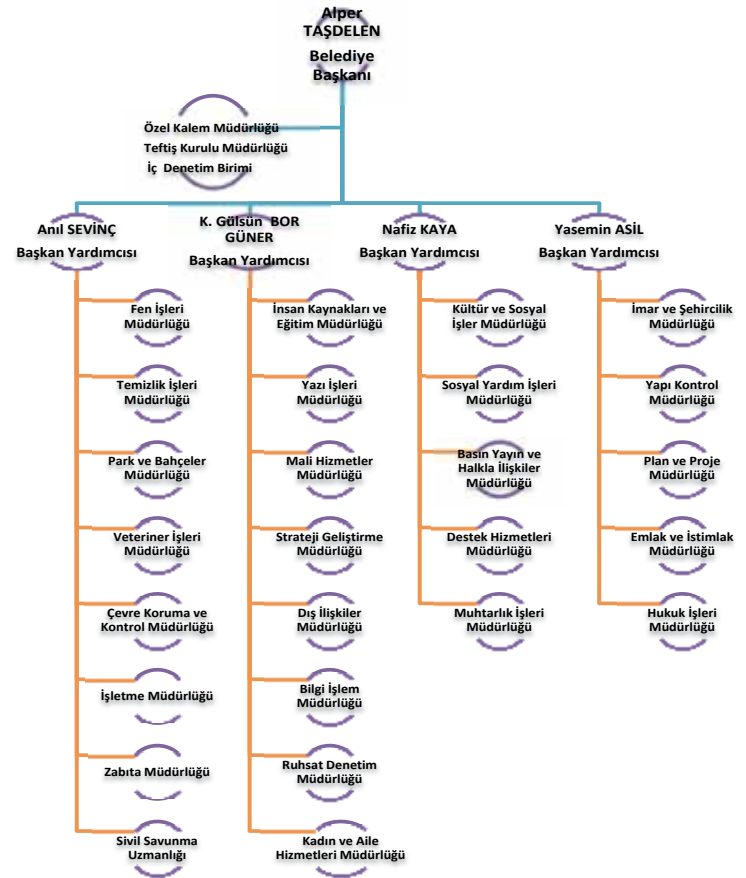 Alper
TAŞDELEN
Belediye
Başkanı
Özel Kalem Müdürlüğü
Teftiş Kurulu Müdürlüğü
İç Denetim Birimi
Anıl SEVİNÇ
Başkan Yardımcısı
Fen İşleri
Müdürlüğü
Temizlik İşleri
Müdürlüğü
Park ve Bahçeler
Müdürlüğü
Veteriner İşleri
Müdürlüğü
Çevre Koruma ve
Kontrol Müdürlüğü
İşletme Müdürlüğü
Zabıta Müdürlüğü
Sivil Savunma
Uzmanlığı
K. Gülsün BOR
GÜNER
Başkan Yardımcısı
İnsan Kaynakları ve
Eğitim Müdürlüğü
Yazı İşleri
Müdürlüğü
Mali Hizmetler
Müdürlüğü
Strateji Geliştirme
Müdürlüğü
Dış İlişkiler
Müdürlüğü
Bilgi İşlem
Müdürlüğü
Ruhsat Denetim
Müdürlüğü
Kadın ve Aile
Hizmetleri Müdürlüğü
Nafiz KAYA
Başkan Yardımcısı
Kültür ve Sosyal
İşler Müdürlüğü
Sosyal Yardım İşleri
Müdürlüğü
Basın Yayın ve
Halkla İlişkiler
Müdürlüğü
Destek Hizmetleri
Müdürlüğü
Muhtarlık İşleri
Müdürlüğü
Yasemin ASİL
Başkan Yardımcısı
İmar ve Şehircilik
Müdürlüğü
Yapı Kontrol
Müdürlüğü
Plan ve Proje
Müdürlüğü
Emlak ve İstimlak
Müdürlüğü
Hukuk İşleri
Müdürlüğü